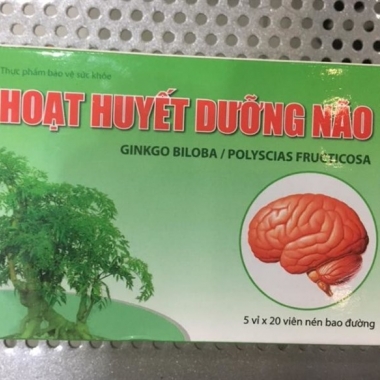 Thực phẩm bảo vệ sức khỏe
HOẠT HUYẾT DƯỠNG NÃO
GINKGO BILOBA / POLYSCIAS FRUCTICOSA
5 vỉ x 20 viên nén bao đường